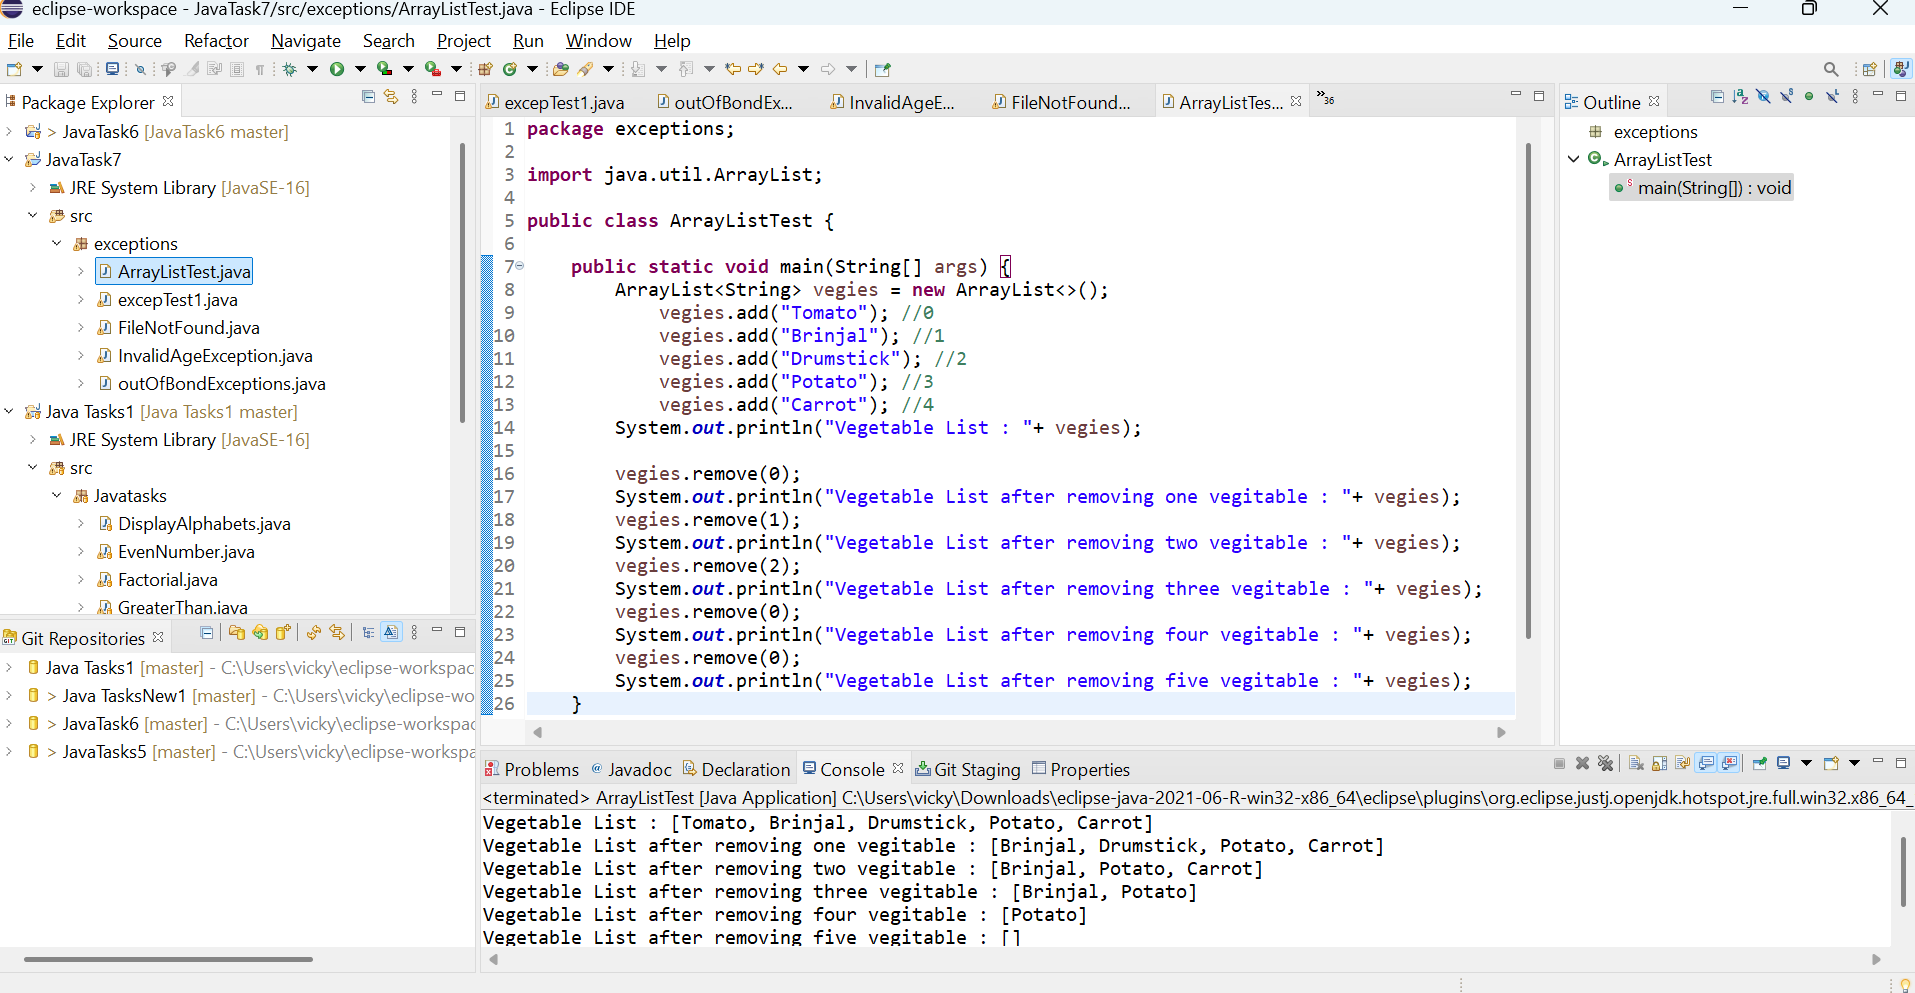 eclipse-workspace - JavaTask7/src/exceptions/ArrayListTest.java - Eclipse IDE
File Edit Source Refactor Navigate Search Project Run Window Help
Package Explorer
> JavaTask6 [JavaTask6 master]
JavaTask7
JRE System Library [JavaSE-16]
src
exceptions
ArrayListTest.java
excepTest1.java
FileNotFound.java
InvalidAgeException.java
outOfBondExceptions.java
Java Tasks1 [Java Tasks1 master]
JRE System Library [JavaSE-16]
src
Javatasks
DisplayAlphabets.java
EvenNumber.java
Factorial.java
GreaterThan.java
Git Repositories
Java Tasks1 [master] - C:\Users\vicky\eclipse-workspac
> Java TasksNew1 [master] - C:\Users\vicky\eclipse-wo
> JavaTask6 [master] - C:\Users\vicky\eclipse-workspac
> JavaTasks5 [master] - C:\Users\vicky\eclipse-workspa
excepTest1.java outOfBondEx... InvalidAgeE... FileNotFound... ArrayListTes... »36
1 package exceptions;
2
3 import java.util.ArrayList;
4
5 public class ArrayListTest {
6
7 public static void main(String[] args) {
8 ArrayList<String> vegies = new ArrayList<>();
9 vegies.add("Tomato"); //0
10 vegies.add("Brinjal"); //1
11 vegies.add("Drumstick"); //2
12 vegies.add("Potato"); //3
13 vegies.add("Carrot"); //4
14 System.out.println("Vegetable List : "+ vegies);
15
16 vegies.remove(0);
17 System.out.println("Vegetable List after removing one vegitable : "+ vegies);
18 vegies.remove(1);
19 System.out.println("Vegetable List after removing two vegitable : "+ vegies);
20 vegies.remove(2);
21 System.out.println("Vegetable List after removing three vegitable : "+ vegies);
22 vegies.remove(0);
23 System.out.println("Vegetable List after removing four vegitable : "+ vegies);
24 vegies.remove(0);
25 System.out.println("Vegetable List after removing five vegitable : "+ vegies);
26 }
Outline
exceptions
ArrayListTest
main(String[]) : void
Problems @ Javadoc Declaration Console Git Staging Properties
<terminated> ArrayListTest [Java Application] C:\Users\vicky\Downloads\eclipse-java-2021-06-R-win32-x86_64\eclipse\plugins\org.eclipse.justj.openjdk.hotspot.jre.full.win32.x86_64_
Vegetable List : [Tomato, Brinjal, Drumstick, Potato, Carrot]
Vegetable List after removing one vegitable : [Brinjal, Drumstick, Potato, Carrot]
Vegetable List after removing two vegitable : [Brinjal, Potato, Carrot]
Vegetable List after removing three vegitable : [Brinjal, Potato]
Vegetable List after removing four vegitable : [Potato]
Vegetable List after removing five vegitable : []